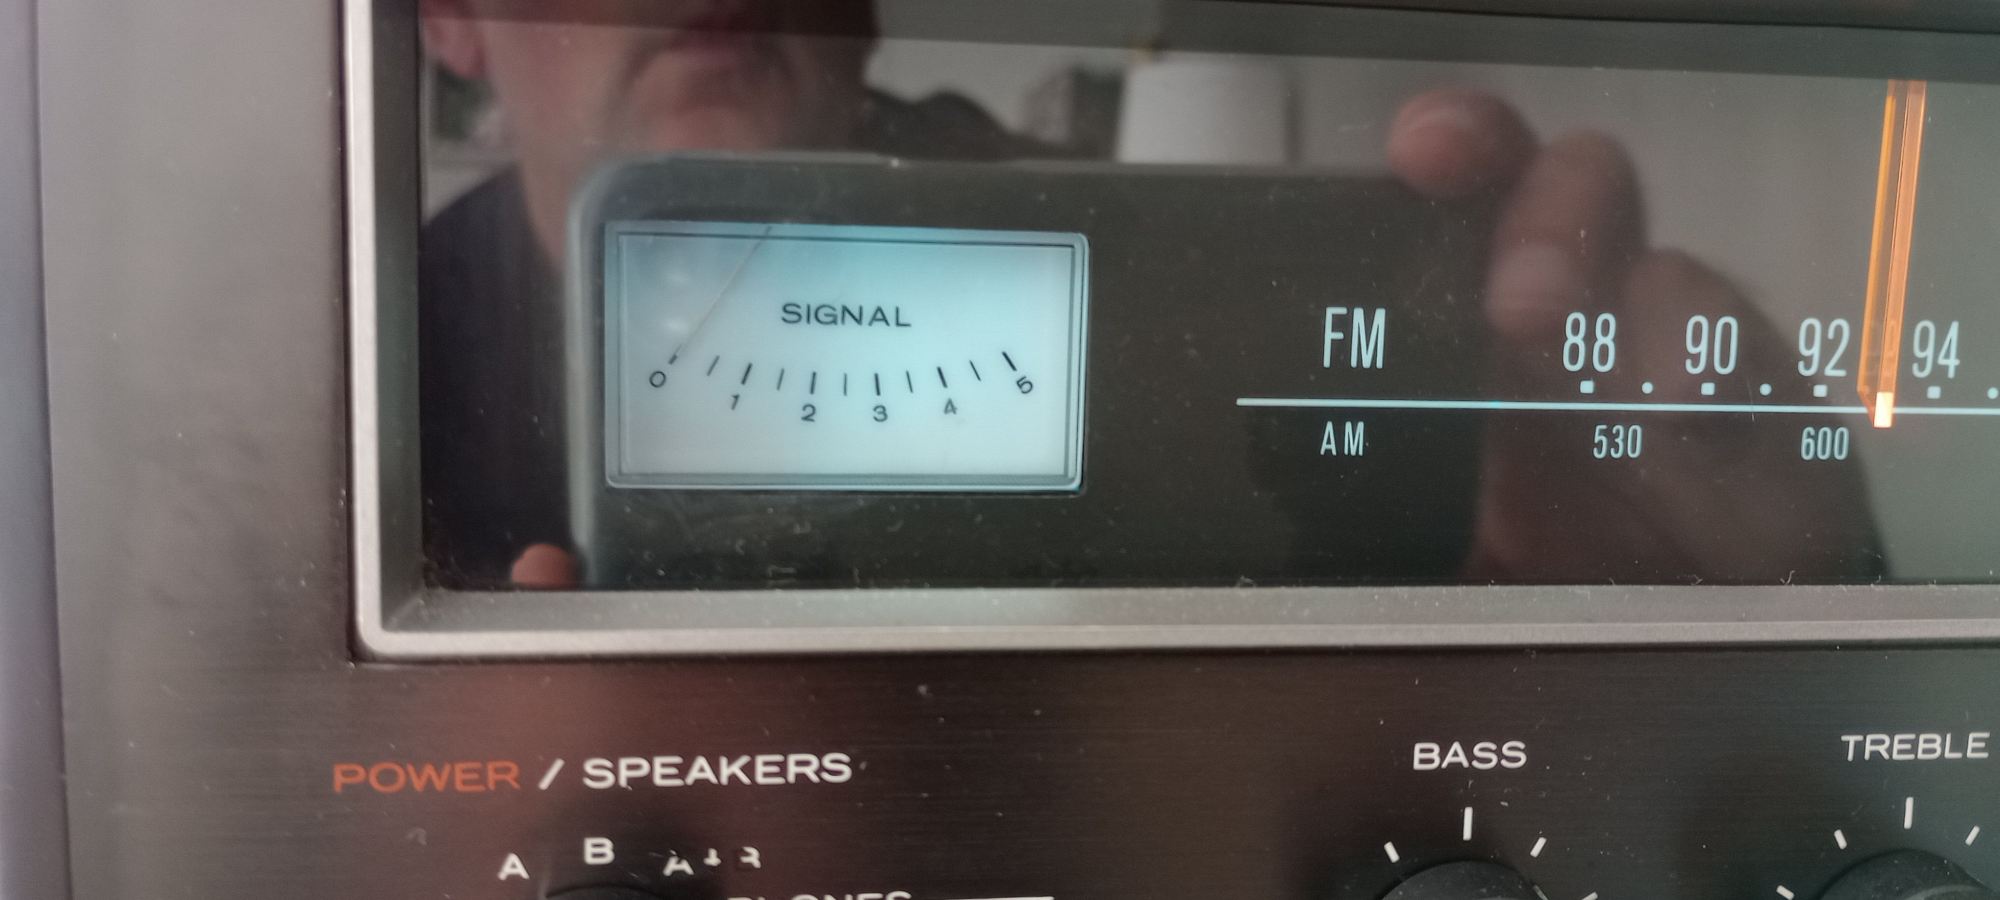 SIGNAL
0 1 2 3 4 5
FM 88 90 92 94
AM 530 600
POWER / SPEAKERS
BASS
TREBLE
A B A+B